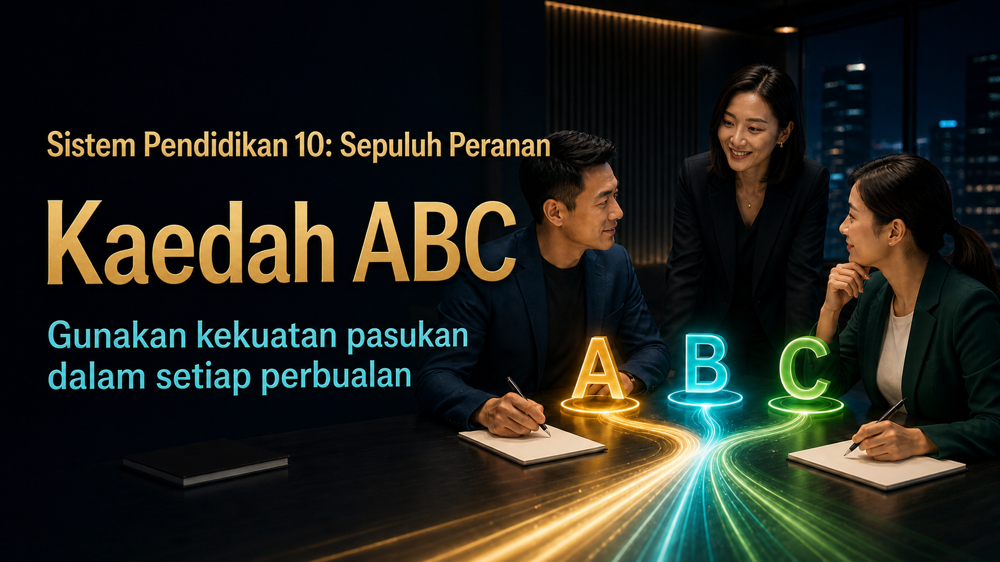 Sistem Pendidikan 10: Sepuluh Peranan
Kaedah ABC
Gunakan kekuatan pasukan
dalam setiap perbualan
A B C